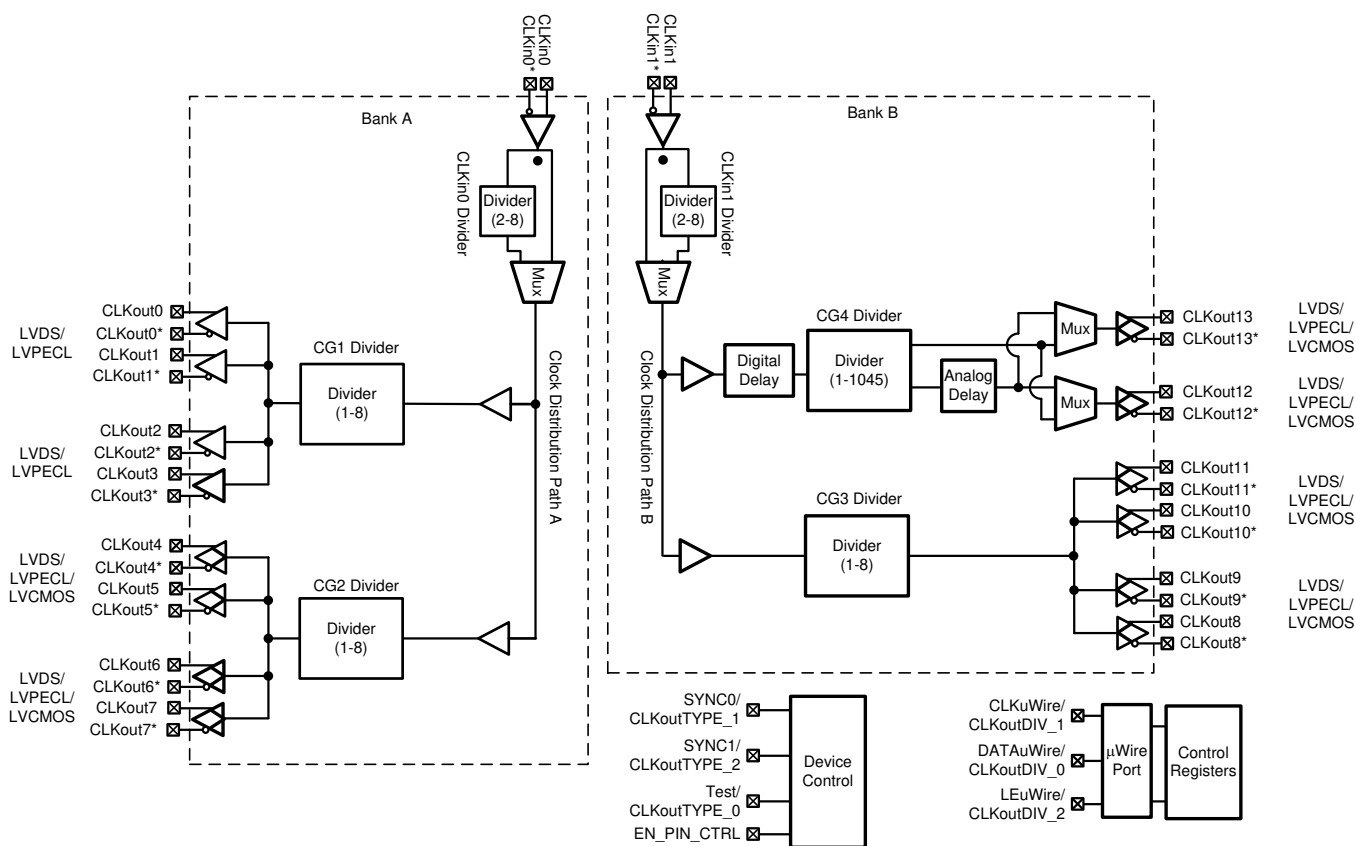 CLKin0
CLKin0*
CLKin1
CLKin1*
Bank A
Bank B
CLKin0 Divider
Divider
(2-8)
Mux
CLKin1 Divider
Divider
(2-8)
Mux
CLKout0
CLKout0*
LVDS/
LVPECL
CLKout1
CLKout1*
CLKout2
CLKout2*
LVDS/
LVPECL
CLKout3
CLKout3*
CG1 Divider
Divider
(1-8)
Clock Distribution Path A
CLKout4
CLKout4*
LVDS/
LVPECL/
LVCMOS
CLKout5
CLKout5*
CLKout6
CLKout6*
LVDS/
LVPECL/
LVCMOS
CLKout7
CLKout7*
CG2 Divider
Divider
(1-8)
Clock Distribution Path B
Digital
Delay
CG4 Divider
Divider
(1-1045)
Analog
Delay
Mux
Mux
CLKout13
CLKout13*
LVDS/
LVPECL/
LVCMOS
CLKout12
CLKout12*
LVDS/
LVPECL/
LVCMOS
CG3 Divider
Divider
(1-8)
CLKout11
CLKout11*
CLKout10
CLKout10*
LVDS/
LVPECL/
LVCMOS
CLKout9
CLKout9*
CLKout8
CLKout8*
LVDS/
LVPECL/
LVCMOS
SYNC0/
CLKoutTYPE_1
SYNC1/
CLKoutTYPE_2
Test/
CLKoutTYPE_0
EN_PIN_CTRL
Device
Control
CLKuWire/
CLKoutDIV_1
DATAuWire/
CLKoutDIV_0
LEuWire/
CLKoutDIV_2
µWire
Port
Control
Registers